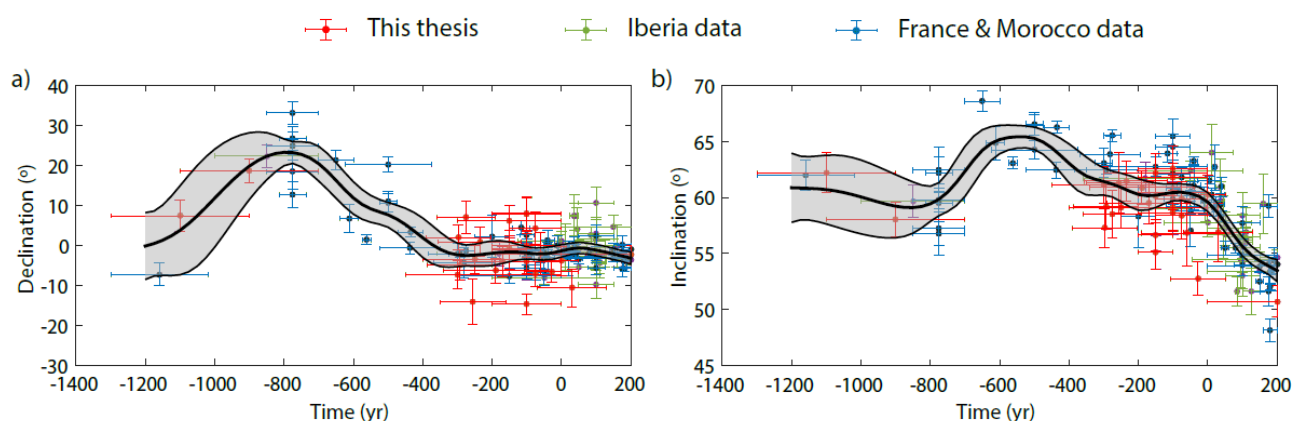 This thesis Iberia data France & Morocco data
a) b)
40 70
30
20 65
10
0 60
-10 55
-20 50
-30 45
Declination (º) Inclination (º)
-1400 -1200 -1000 -800 -600 -400 -200 0 200 -1400 -1200 -1000 -800 -600 -400 -200 0 200
Time (yr) Time (yr)